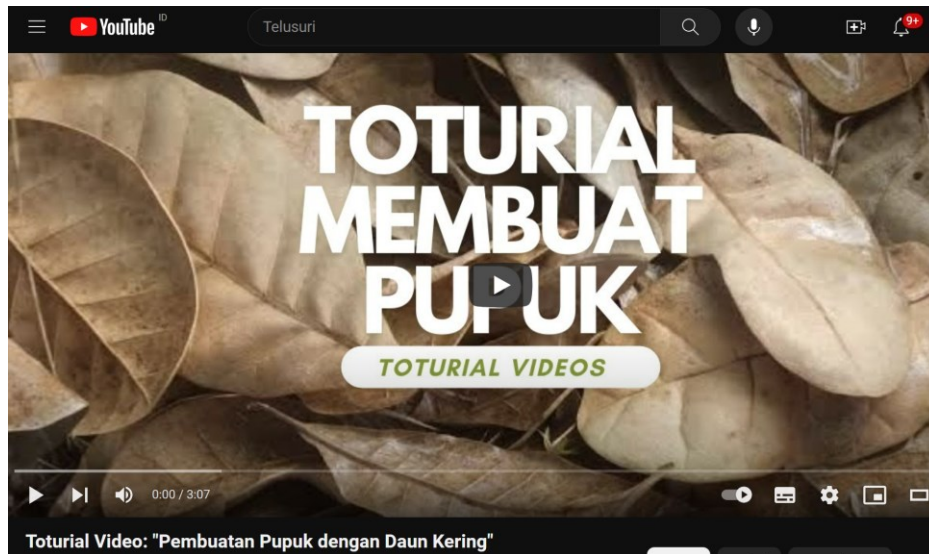 YouTube ID
Telusuri
9+
TOTURIAL
MEMBUAT
PUPUK
TOTURIAL VIDEOS
0:00 / 3:07
Toturial Video: "Pembuatan Pupuk dengan Daun Kering"